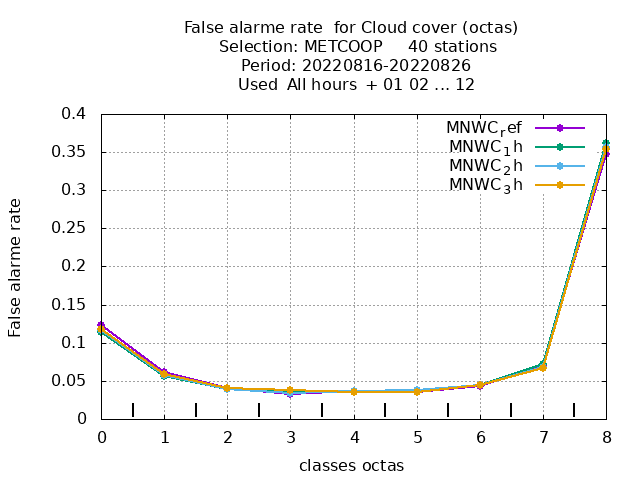 False alarme rate  for Cloud cover (octas)
Selection: METCOOP     40 stations
Period: 20220816-20220826
Used  All hours  + 01 02 ... 12
False alarme rate
0.4
0.35
0.3
0.25
0.2
0.15
0.1
0.05
0
MNWC_ref
MNWC_1h
MNWC_2h
MNWC_3h
0 1 2 3 4 5 6 7 8
classes octas